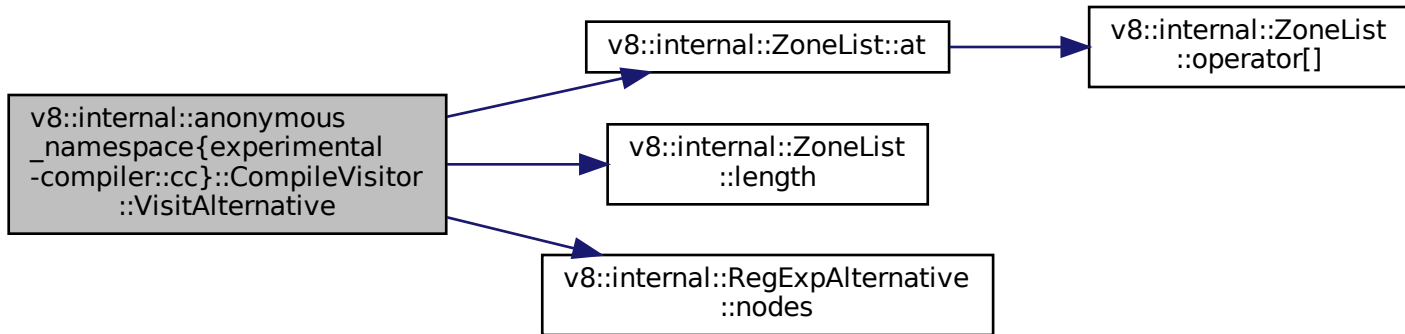 v8::internal::anonymous
_namespace{experimental
-compiler::cc}::CompileVisitor
::VisitAlternative
v8::internal::ZoneList::at
v8::internal::ZoneList
::operator[]
v8::internal::ZoneList
::length
v8::internal::RegExpAlternative
::nodes